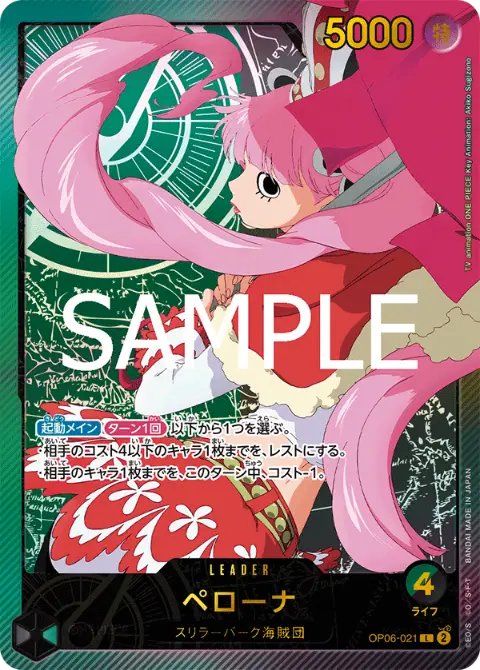 5000
特
TV animation ONE PIECE Key Animation: Akiko Sugizono
SAMPLE
起動メイン ターン1回 以下から1つを選ぶ。
・相手のコスト4以下のキャラ1枚までを、レストにする。
・相手のキャラ1枚までを、このターン中、コスト-1。
LEADER
ペローナ
4
ライフ
スリラーバーク海賊団
OP06-021 L 2
©E.O/S. ©O/S・F・T BANDAI MADE IN JAPAN